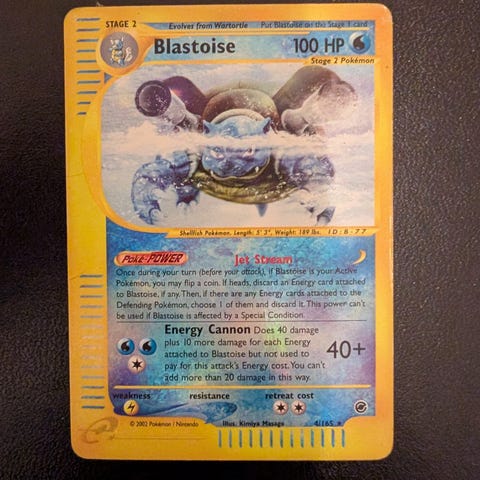 STAGE 2
Evolves from Wartortle
Put Blastoise on the Stage 1 card
Blastoise
100 HP
Stage 2 Pokémon
Shellfish Pokémon. Length: 5' 3", Weight: 189 lbs. ID: B-77
Poké-POWER
Jet Stream
Once during your turn (before your attack), if Blastoise is your Active
Pokémon, you may flip a coin. If heads, discard an Energy card attached
to Blastoise, if any. Then, if there are any Energy cards attached to the
Defending Pokémon, choose 1 of them and discard it. This power can't
be used if Blastoise is affected by a Special Condition.
Energy Cannon Does 40 damage
plus 10 more damage for each Energy
attached to Blastoise but not used to
pay for this attack's Energy cost. You can't
add more than 20 damage in this way.
40+
weakness
resistance
retreat cost
© 2002 Pokémon / Nintendo
Illus. Kimiya Masago
4/165 ★
e